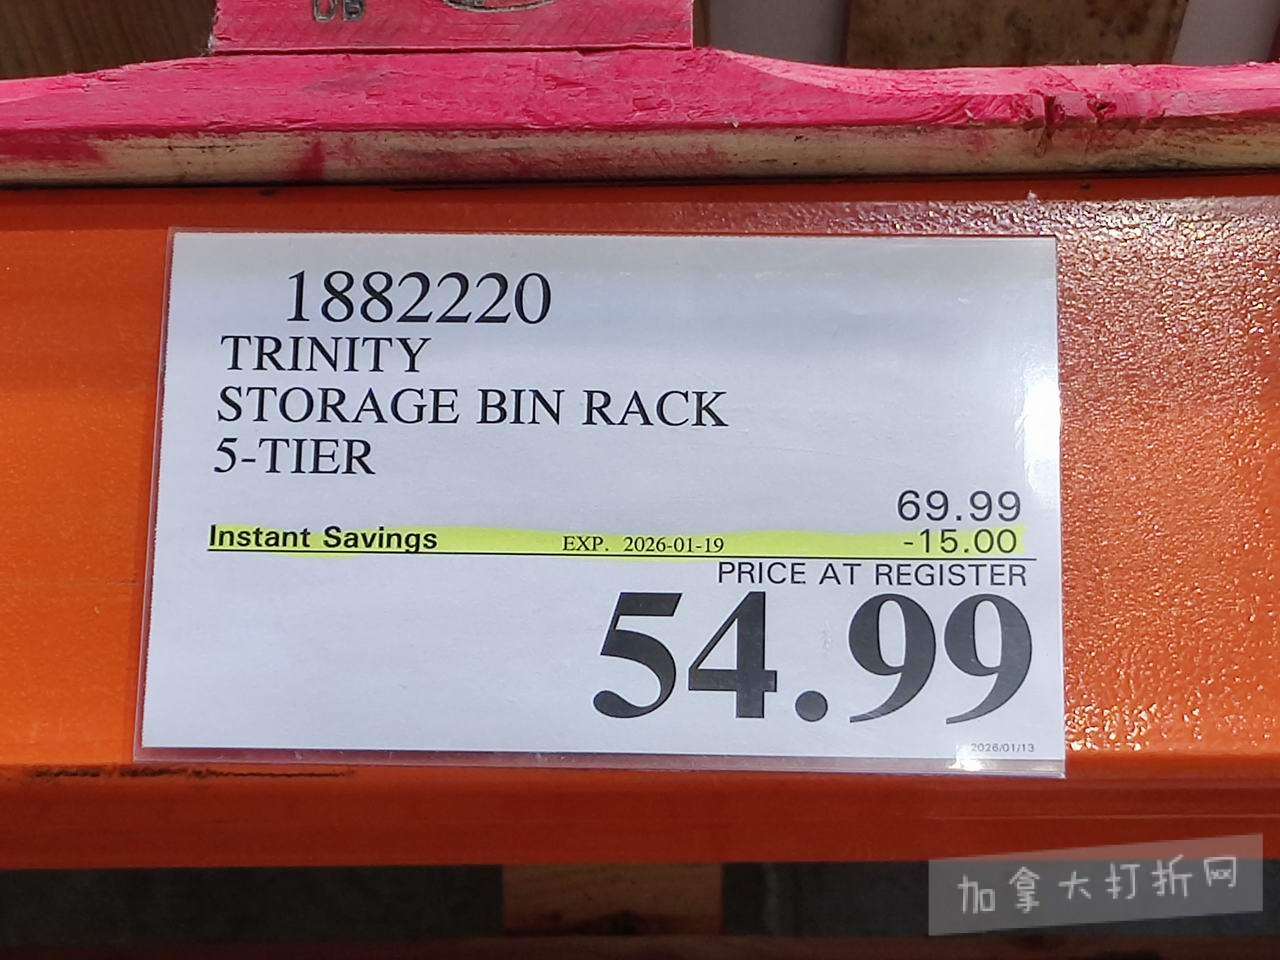 1882220
TRINITY
STORAGE BIN RACK
5-TIER
69.99
Instant Savings EXP. 2026-01-19 -15.00
PRICE AT REGISTER
54.99
2026/01/13
加拿大打折网